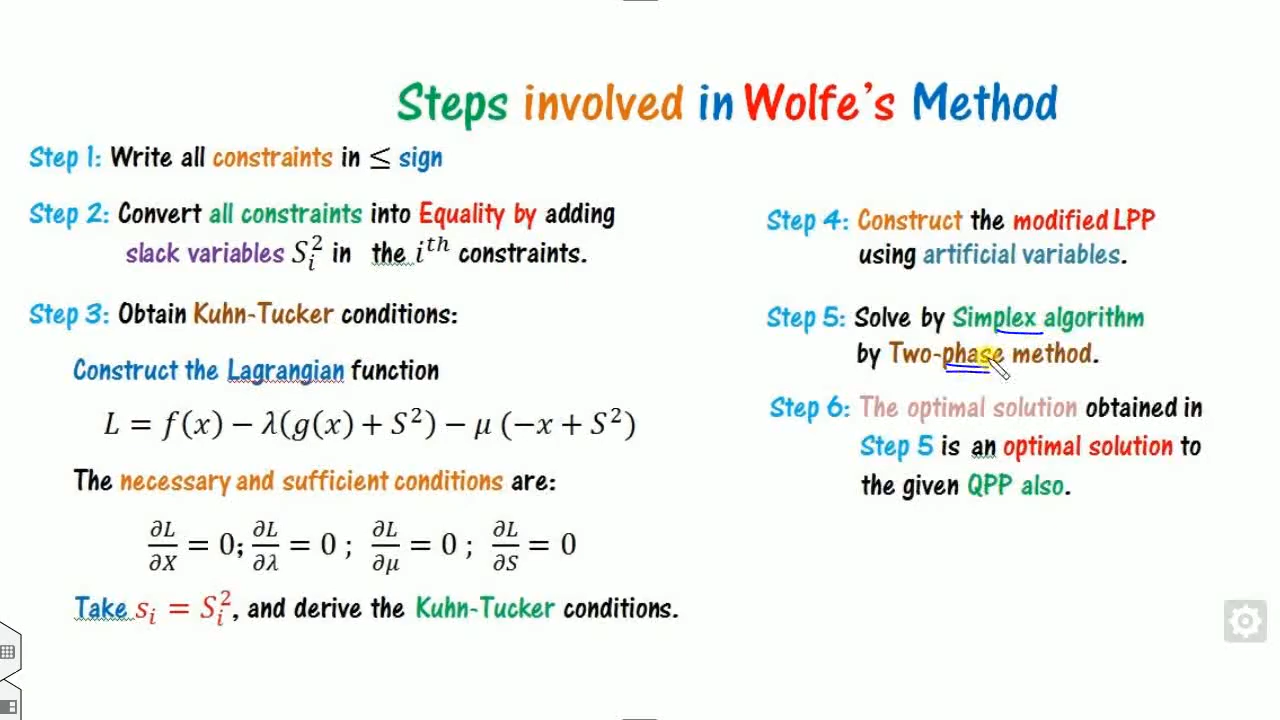 Steps involved in Wolfe's Method
Step 1: Write all constraints in ≤ sign
Step 2: Convert all constraints into Equality by adding
slack variables S_i^2 in the i^{th} constraints.
Step 3: Obtain Kuhn-Tucker conditions:
Construct the Lagrangian function
L = f(x) − λ(g(x) + S^2) − μ (−x + S^2)
The necessary and sufficient conditions are:
∂L/∂X = 0; ∂L/∂λ = 0 ; ∂L/∂μ = 0 ; ∂L/∂S = 0
Take s_i = S_i^2, and derive the Kuhn-Tucker conditions.
Step 4: Construct the modified LPP
using artificial variables.
Step 5: Solve by Simplex algorithm
by Two-phase method.
Step 6: The optimal solution obtained in
Step 5 is an optimal solution to
the given QPP also.